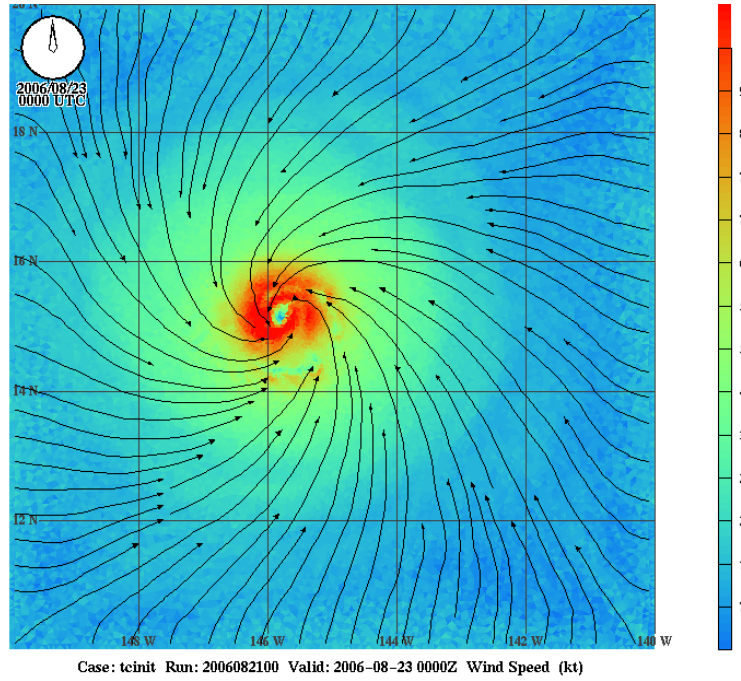 2006/08/23
0000 UTC
18 N
16 N
14 N
12 N
148 W 146 W 144 W 142 W 140 W
Case: tcinit Run: 2006082100 Valid: 2006-08-23 0000Z Wind Speed (kt)